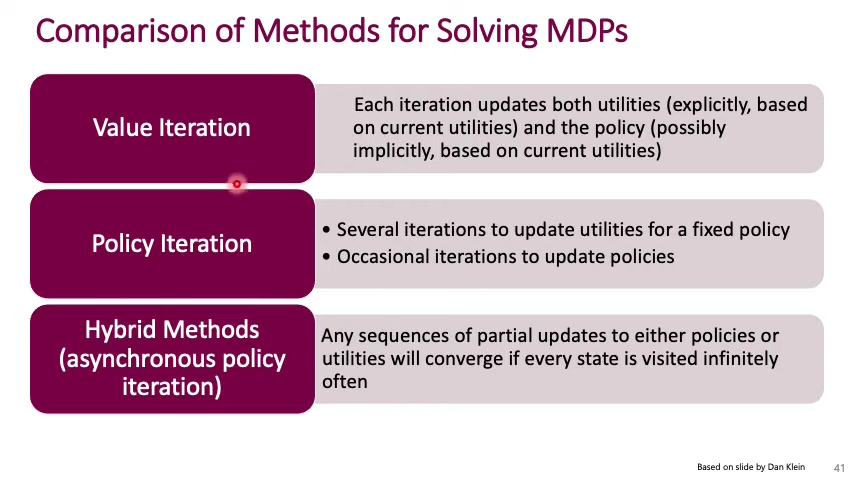 Comparison of Methods for Solving MDPs
Value Iteration
Each iteration updates both utilities (explicitly, based
on current utilities) and the policy (possibly
implicitly, based on current utilities)
Policy Iteration
• Several iterations to update utilities for a fixed policy
• Occasional iterations to update policies
Hybrid Methods
(asynchronous policy
iteration)
Any sequences of partial updates to either policies or
utilities will converge if every state is visited infinitely
often
Based on slide by Dan Klein
41